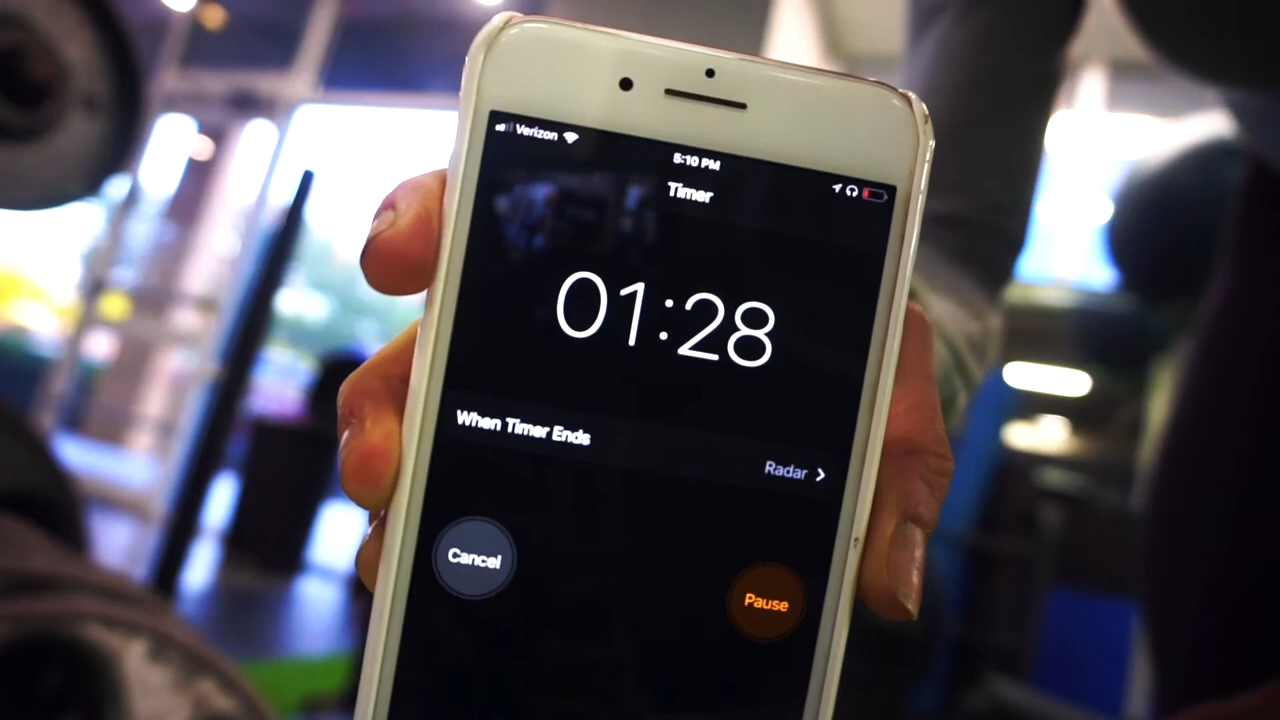 Verizon
5:10 PM
Timer
01:28
When Timer Ends
Radar
Cancel
Pause